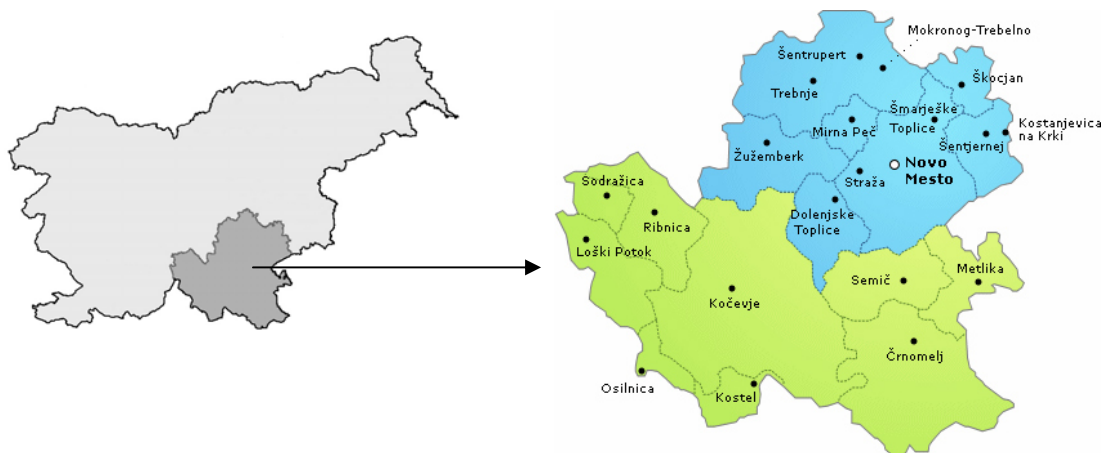 Mokronog-Trebelno
Šentrupert
Škocjan
Trebnje
Šmarješke
Toplice
Kostanjevica
na Krki
Mirna Peč
Šentjernej
Žužemberk
Novo
Mesto
Straža
Sodražica
Dolenjske
Toplice
Ribnica
Loški Potok
Metlika
Semič
Kočevje
Črnomelj
Osilnica
Kostel